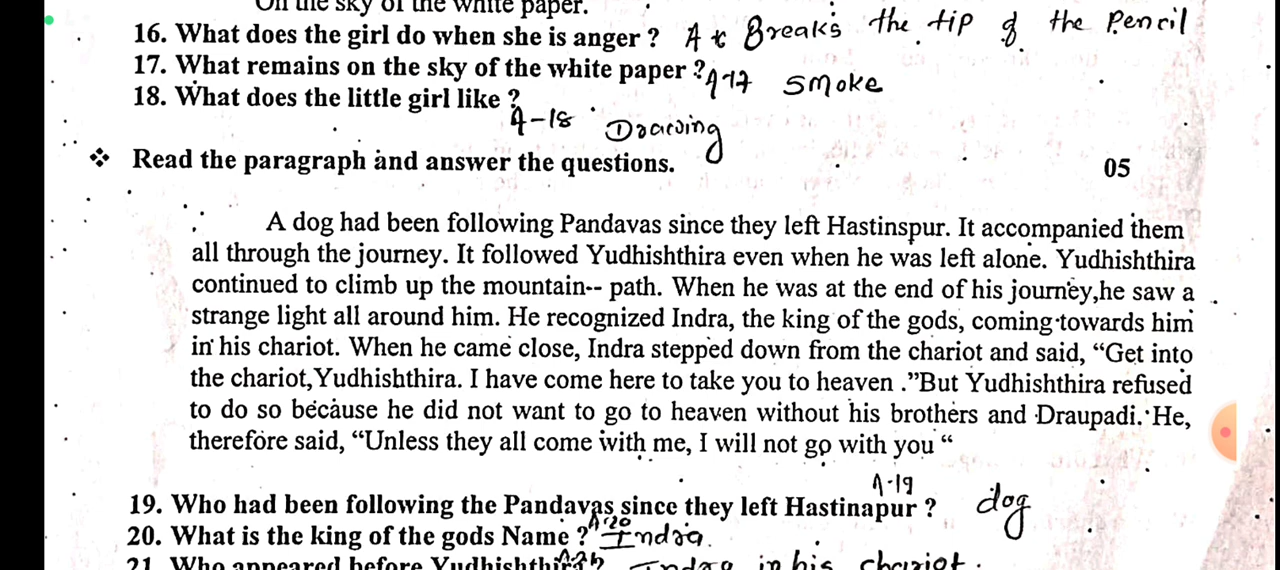 On the sky of the white paper.
16. What does the girl do when she is anger ? A Breaks the tip of the Pencil
17. What remains on the sky of the white paper ? A-17 Smoke
18. What does the little girl like ?
A-18 Drawing
❖ Read the paragraph and answer the questions. 05
A dog had been following Pandavas since they left Hastinspur. It accompanied them
all through the journey. It followed Yudhishthira even when he was left alone. Yudhishthira
continued to climb up the mountain-- path. When he was at the end of his journey,he saw a
strange light all around him. He recognized Indra, the king of the gods, coming towards him
in his chariot. When he came close, Indra stepped down from the chariot and said, “Get into
the chariot,Yudhishthira. I have come here to take you to heaven .”But Yudhishthira refused
to do so because he did not want to go to heaven without his brothers and Draupadi. He,
therefore said, “Unless they all come with me, I will not go with you “
19. Who had been following the Pandavas since they left Hastinapur ? A-19 dog
20. What is the king of the gods Name ? A-20 Indra.
21. Who appeared before Yudhishthira Indra in his chariot.